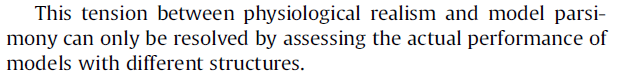 This tension between physiological realism and model parsi-
mony can only be resolved by assessing the actual performance of
models with different structures.